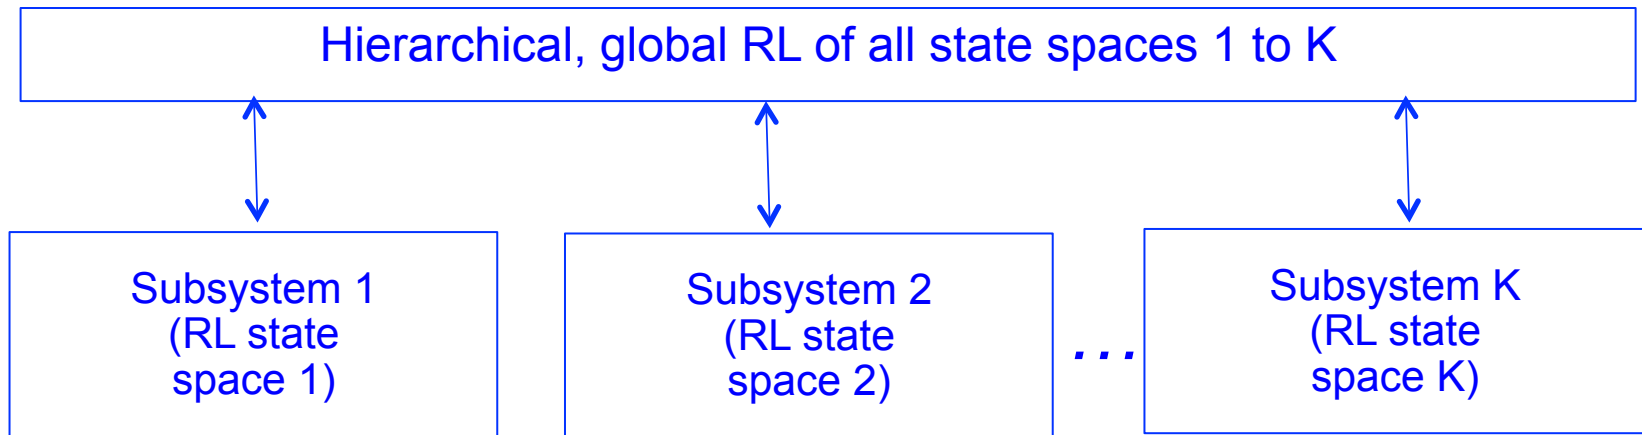 Hierarchical, global RL of all state spaces 1 to K
Subsystem 1
(RL state
space 1)
Subsystem 2
(RL state
space 2)
...
Subsystem K
(RL state
space K)